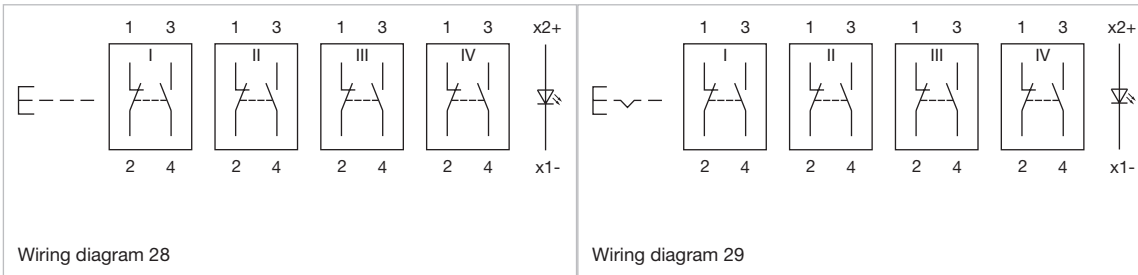 1 3 1 3 1 3 1 3 x2+
I II III IV
2 4 2 4 2 4 2 4 x1-
Wiring diagram 28
1 3 1 3 1 3 1 3 x2+
I II III IV
2 4 2 4 2 4 2 4 x1-
Wiring diagram 29